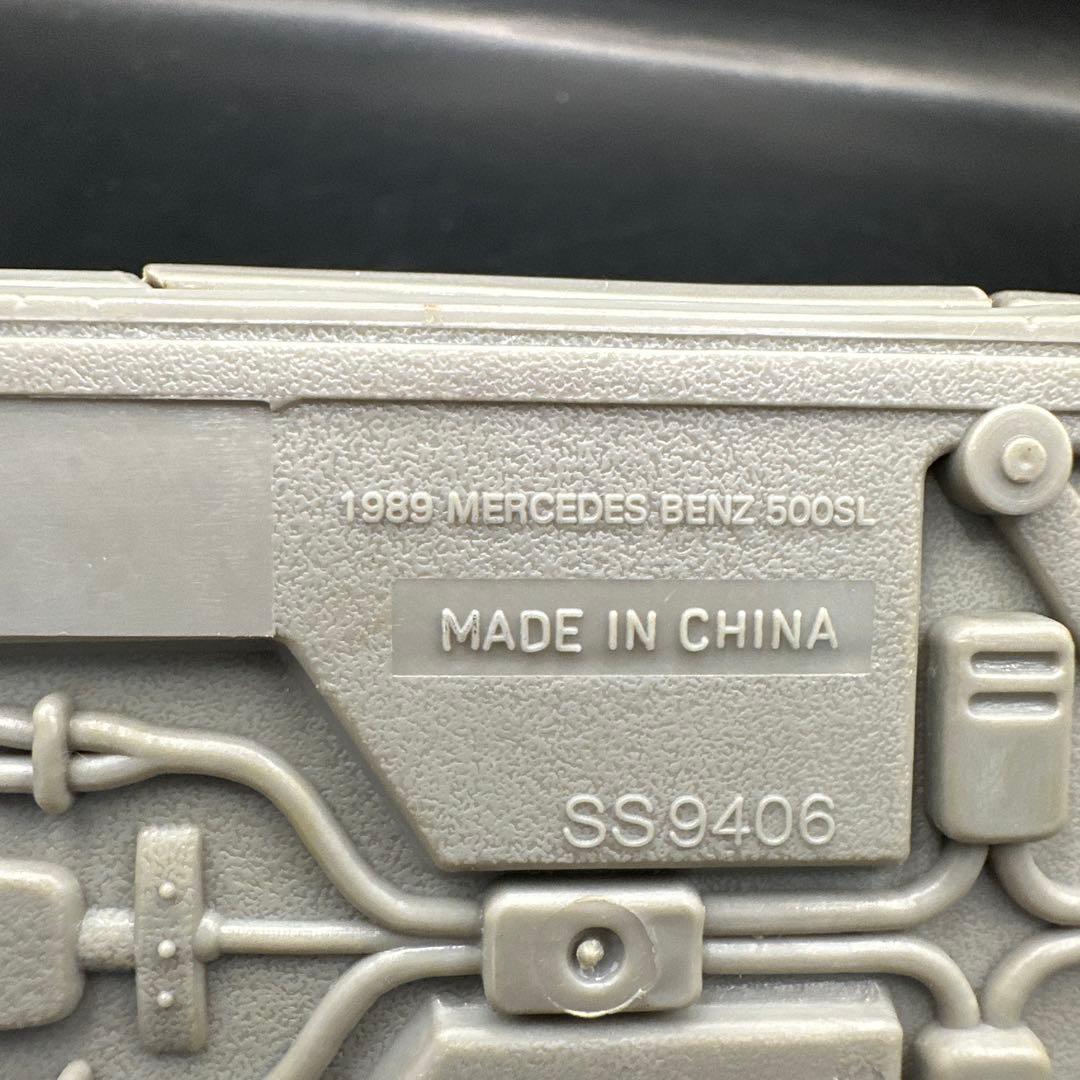 1989 MERCEDES BENZ 500SL
MADE IN CHINA
SS9406